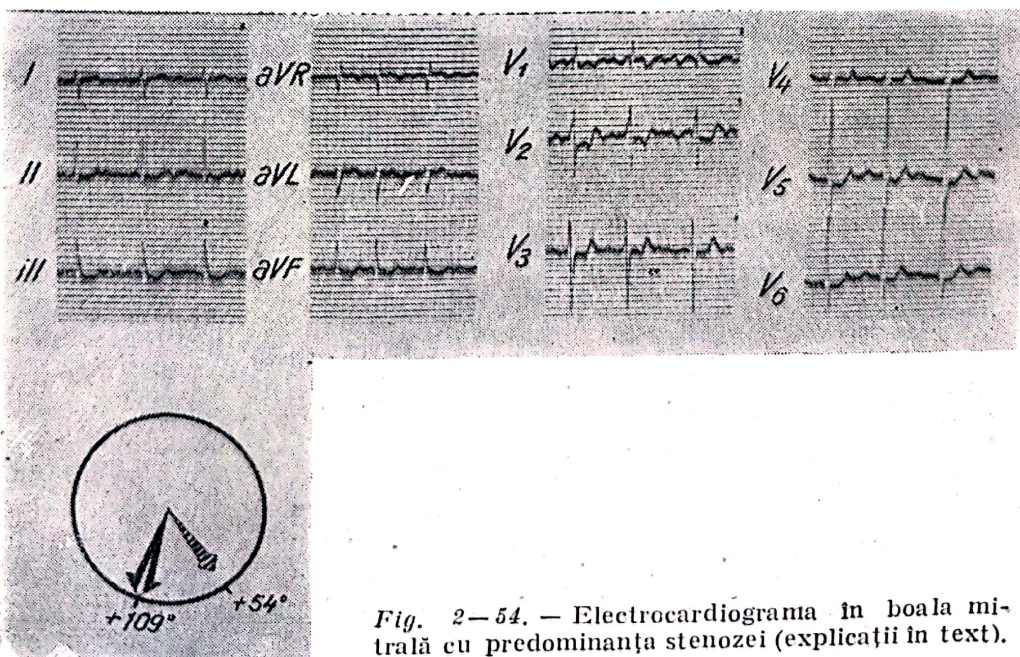 I
II
III
aVR
aVL
aVF
V1
V2
V3
V4
V5
V6
+109°
+54°
Fig. 2—54. — Electrocardiograma în boala mi-
trală cu predominanța stenozei (explicații în text).